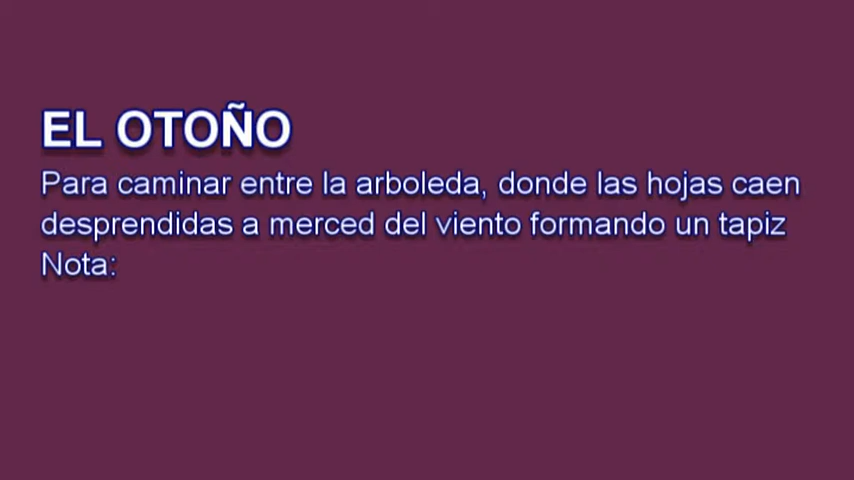 EL OTOÑO
Para caminar entre la arboleda, donde las hojas caen
desprendidas a merced del viento formando un tapiz
Nota: